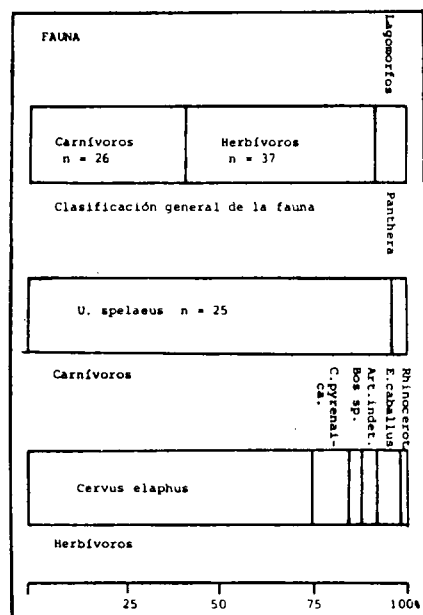 FAUNA
Lagomorfos
Carnívoros
n = 26
Herbívoros
n = 37
Clasificación general de la fauna
Panthera
U. spelaeus n = 25
Carnívoros
C.pyrenai-
ca.
Bos sp.
Art.indet.
E.caballus
Rhinocerot
Cervus elaphus
Herbívoros
25 50 75 100%